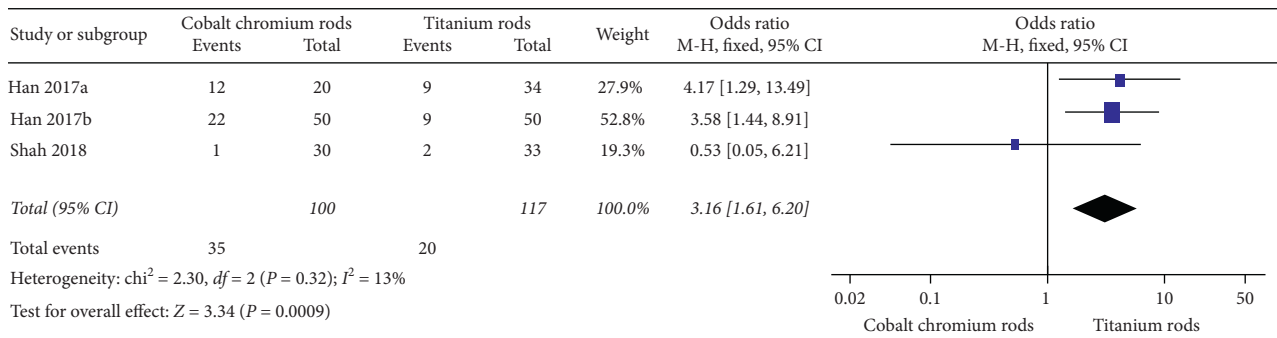 Study or subgroup Cobalt chromium rods Titanium rods Weight Odds ratio Odds ratio
Events Total Events Total M-H, fixed, 95% CI M-H, fixed, 95% CI
Han 2017a 12 20 9 34 27.9% 4.17 [1.29, 13.49]
Han 2017b 22 50 9 50 52.8% 3.58 [1.44, 8.91]
Shah 2018 1 30 2 33 19.3% 0.53 [0.05, 6.21]
Total (95% CI) 100 117 100.0% 3.16 [1.61, 6.20]
Total events 35 20
Heterogeneity: chi² = 2.30, df = 2 (P = 0.32); I² = 13%
Test for overall effect: Z = 3.34 (P = 0.0009)
0.02 0.1 1 10 50
Cobalt chromium rods Titanium rods